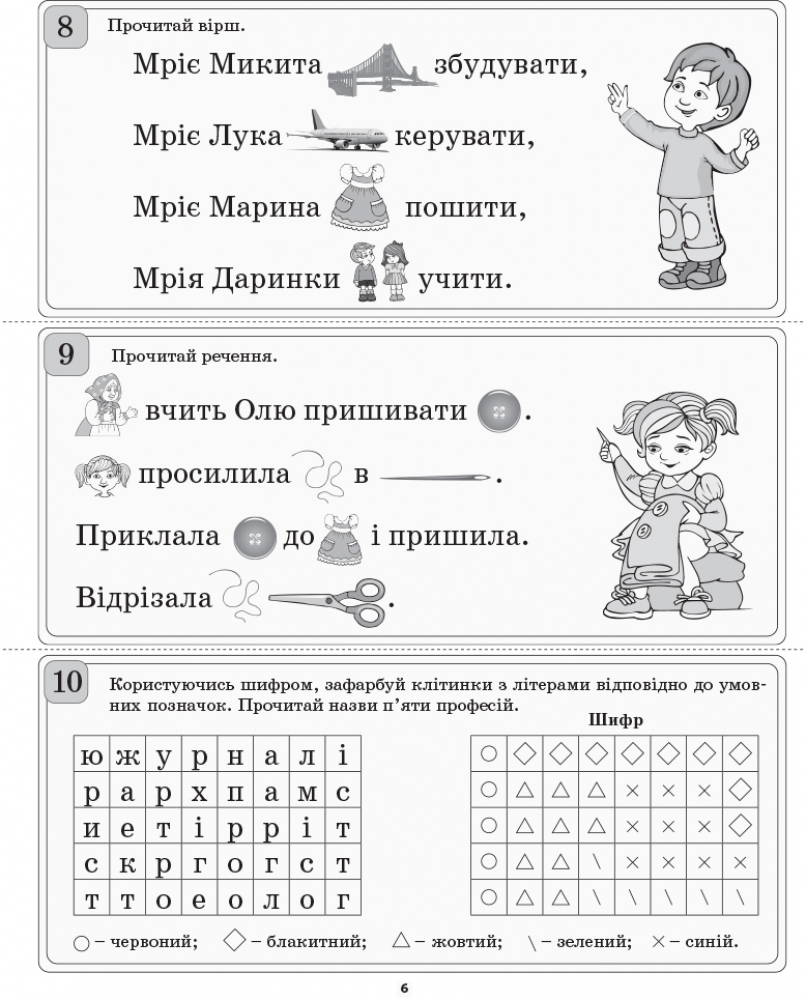 8
Прочитай вірш.
Мріє Микита збудувати,
Мріє Лука керувати,
Мріє Марина пошити,
Мрія Даринки учити.
9
Прочитай речення.
вчить Олю пришивати .
просилила в .
Приклала до і пришила.
Відрізала .
10
Користуючись шифром, зафарбуй клітинки з літерами відповідно до умов-
них позначок. Прочитай назви п’яти професій.
Шифр
ю ж у р н а л і
р а р х п а м с
и е т і р р і т
с к р г о г с т
т т о е о л о г
– червоний; – блакитний; – жовтий; – зелений; – синій.
6